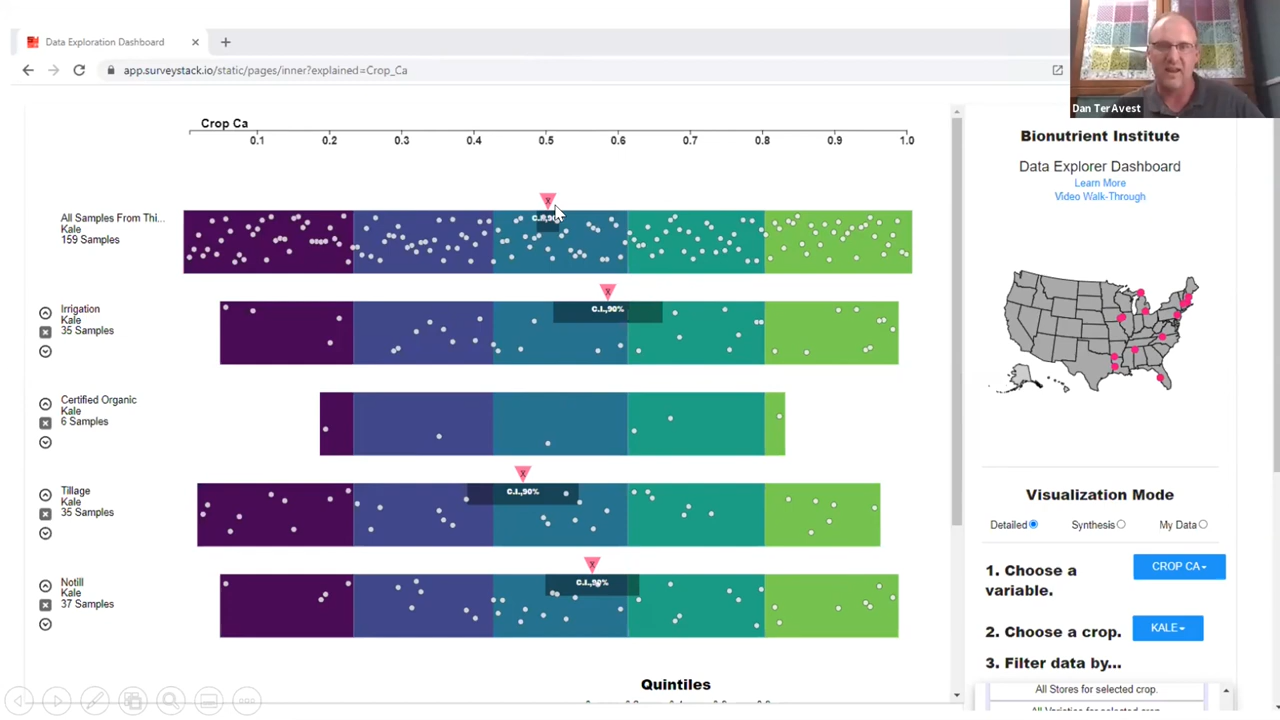 Data Exploration Dashboard
app.surveystack.io/static/pages/inner?explained=Crop_Ca
Dan Ter Avest
Crop Ca
0.1 0.2 0.3 0.4 0.5 0.6 0.7 0.8 0.9 1.0
X
All Samples From Thi...
Kale
159 Samples
X
C.I.,90%
Irrigation
Kale
35 Samples
Certified Organic
Kale
6 Samples
X
C.I.,90%
Tillage
Kale
35 Samples
X
C.I.,90%
Notill
Kale
37 Samples
Quintiles
Bionutrient Institute
Data Explorer Dashboard
Learn More
Video Walk-Through
Visualization Mode
Detailed Synthesis My Data
1. Choose a
variable.
CROP CA
2. Choose a crop.
KALE
3. Filter data by...
All Stores for selected crop.